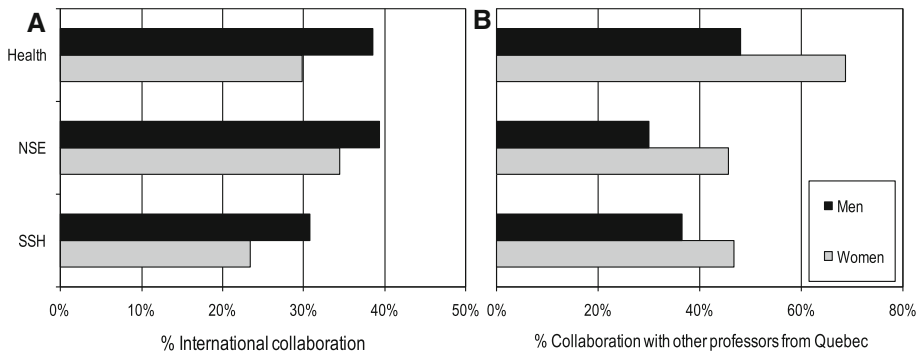 A
B
Health
NSE
SSH
Men
Women
0% 10% 20% 30% 40% 50%
0% 20% 40% 60% 80%
% International collaboration
% Collaboration with other professors from Quebec